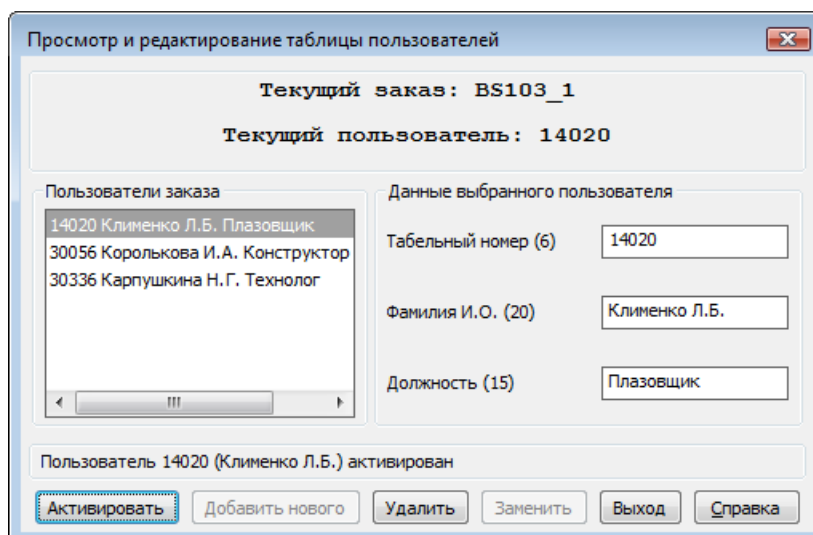 Просмотр и редактирование таблицы пользователей
Текущий заказ: BS103_1
Текущий пользователь: 14020
Пользователи заказа
14020 Клименко Л.Б. Плазовщик
30056 Королькова И.А. Конструктор
30336 Карпушкина Н.Г. Технолог
Данные выбранного пользователя
Табельный номер (6) 14020
Фамилия И.О. (20) Клименко Л.Б.
Должность (15) Плазовщик
Пользователь 14020 (Клименко Л.Б.) активирован
Активировать Добавить нового Удалить Заменить Выход Справка